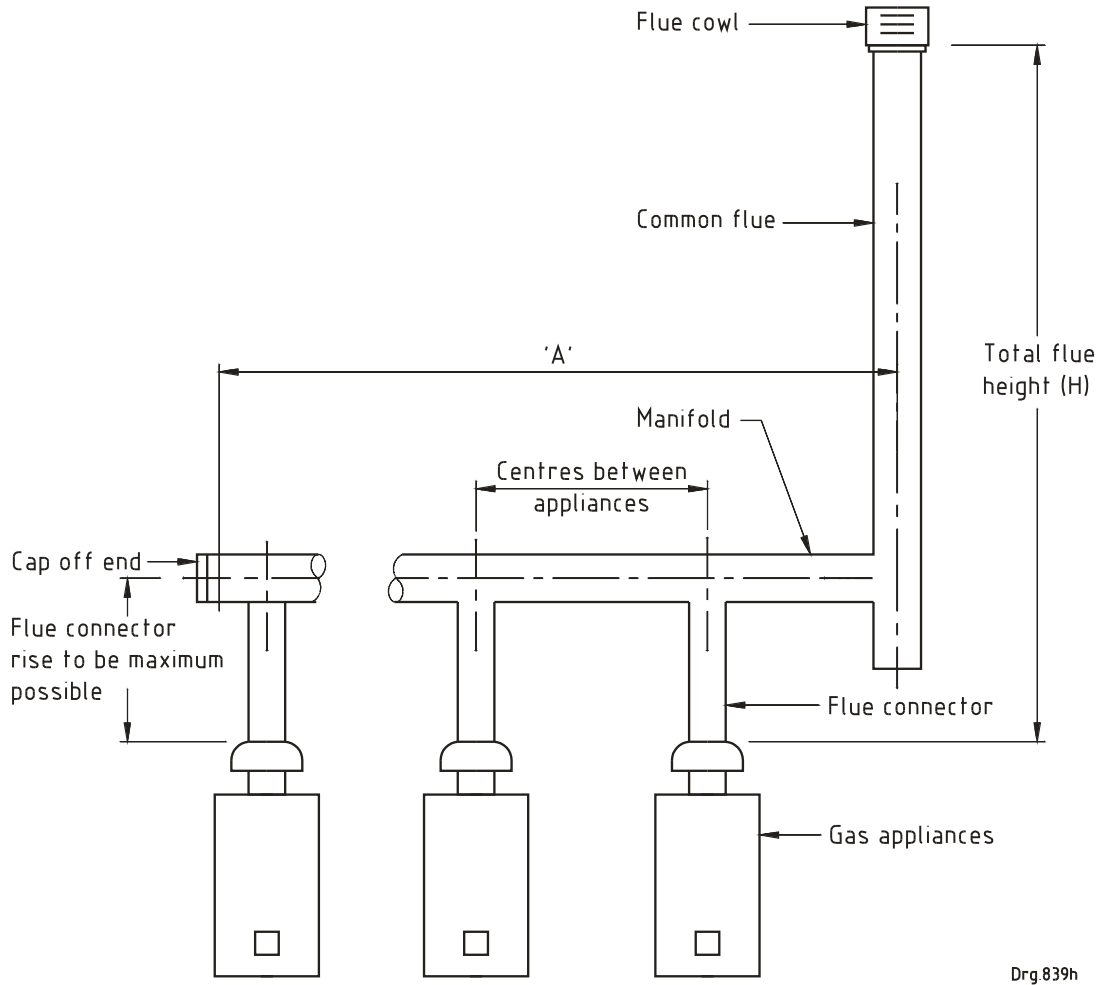 Flue cowl
Common flue
'A'
Total flue
height (H)
Manifold
Centres between
appliances
Cap off end
Flue connector
rise to be maximum
possible
Flue connector
Gas appliances
Drg.839h